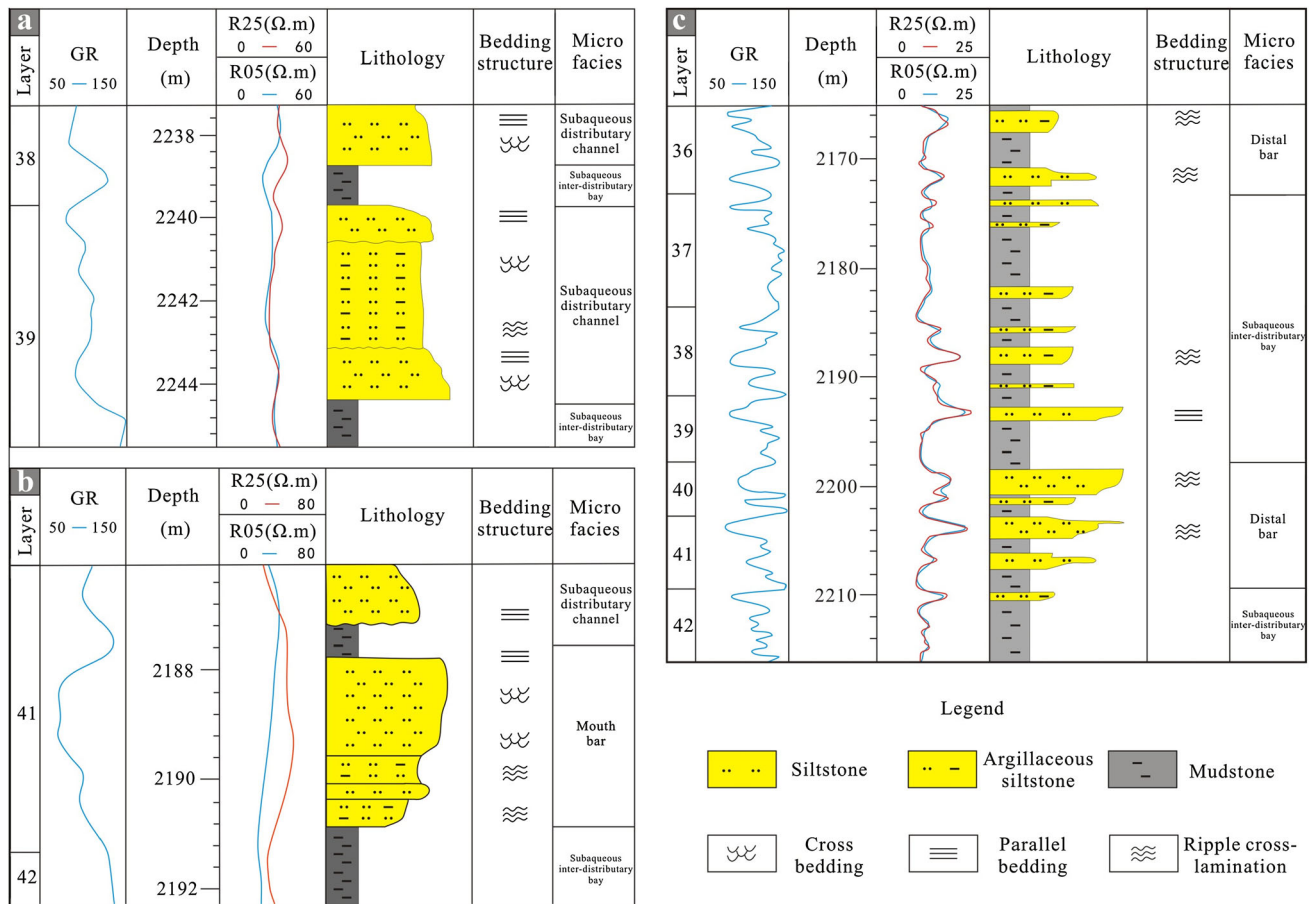 a
Layer
GR
50 150
Depth
(m)
R25(Ω.m)
0 60
R05(Ω.m)
0 60
Lithology
Bedding
structure
Micro
facies
38
39
2238
2240
2242
2244
Subaqueous
distributary
channel
Subaqueous
inter-distributary
bay
Subaqueous
distributary
channel
Subaqueous
inter-distributary
bay
b
Layer
GR
50 150
Depth
(m)
R25(Ω.m)
0 80
R05(Ω.m)
0 80
Lithology
Bedding
structure
Micro
facies
41
42
2188
2190
2192
Subaqueous
distributary
channel
Mouth
bar
Subaqueous
inter-distributary
bay
c
Layer
GR
50 150
Depth
(m)
R25(Ω.m)
0 25
R05(Ω.m)
0 25
Lithology
Bedding
structure
Micro
facies
36
37
38
39
40
41
42
2170
2180
2190
2200
2210
Distal
bar
Subaqueous
inter-distributary
bay
Distal
bar
Subaqueous
inter-distributary
bay
Legend
Siltstone
Argillaceous
siltstone
Mudstone
Cross
bedding
Parallel
bedding
Ripple cross-
lamination